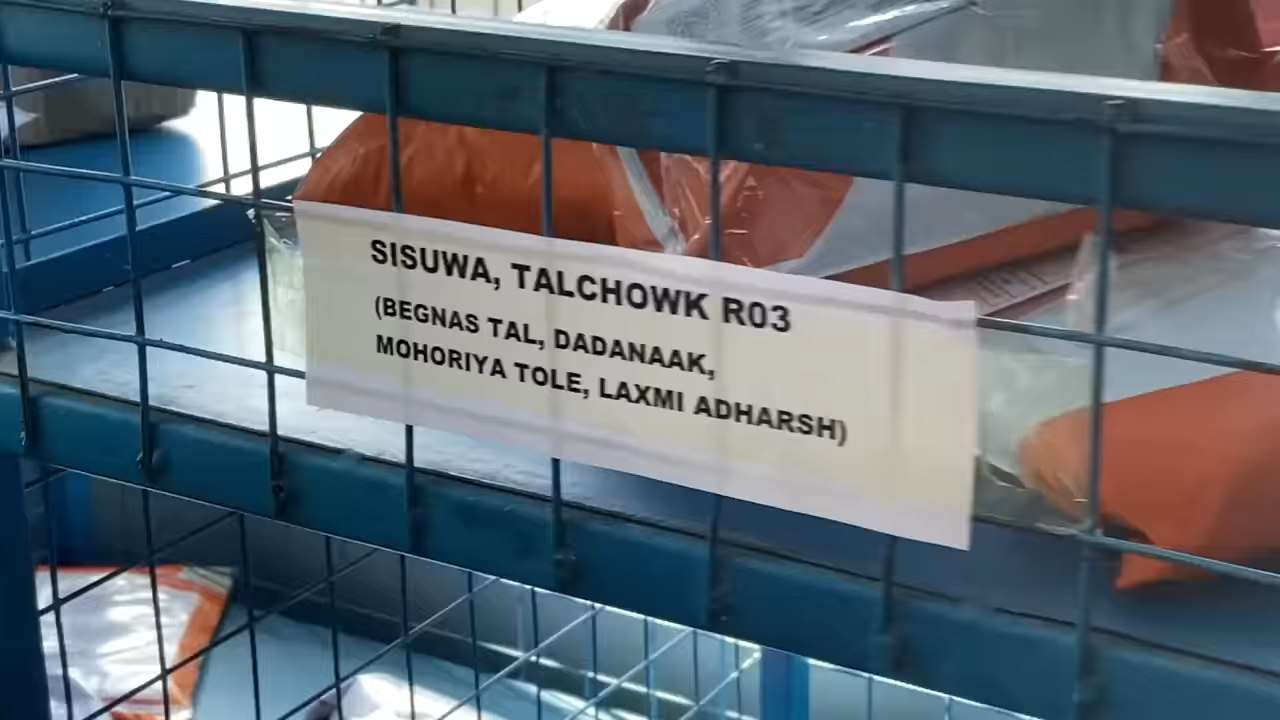 SISUWA, TALCHOWK R03
(BEGNAS TAL, DADANAAK,
MOHORIYA TOLE, LAXMI ADHARSH)